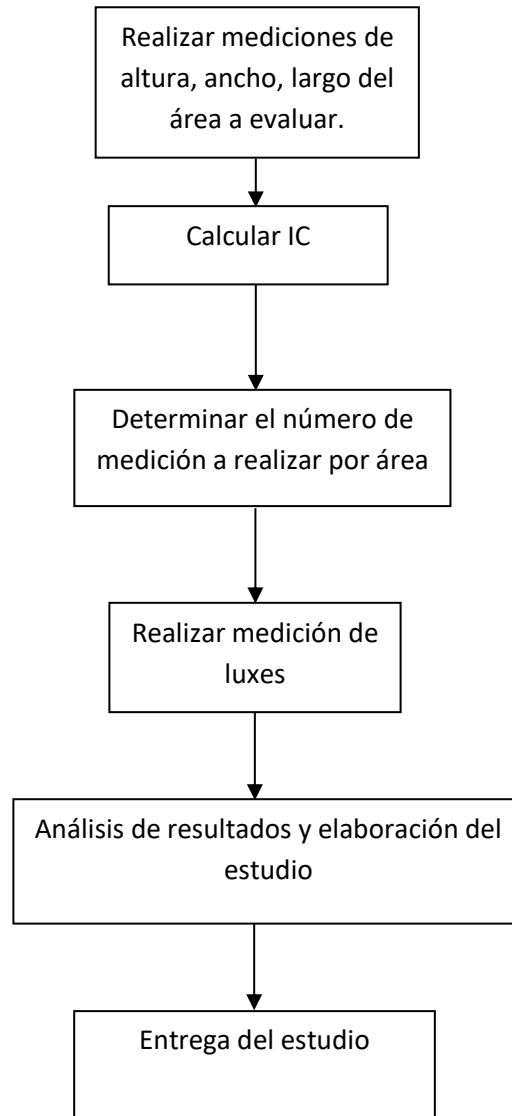 Realizar mediciones de
altura, ancho, largo del
área a evaluar.
Calcular IC
Determinar el número de
medición a realizar por área
Realizar medición de
luxes
Análisis de resultados y elaboración del
estudio
Entrega del estudio